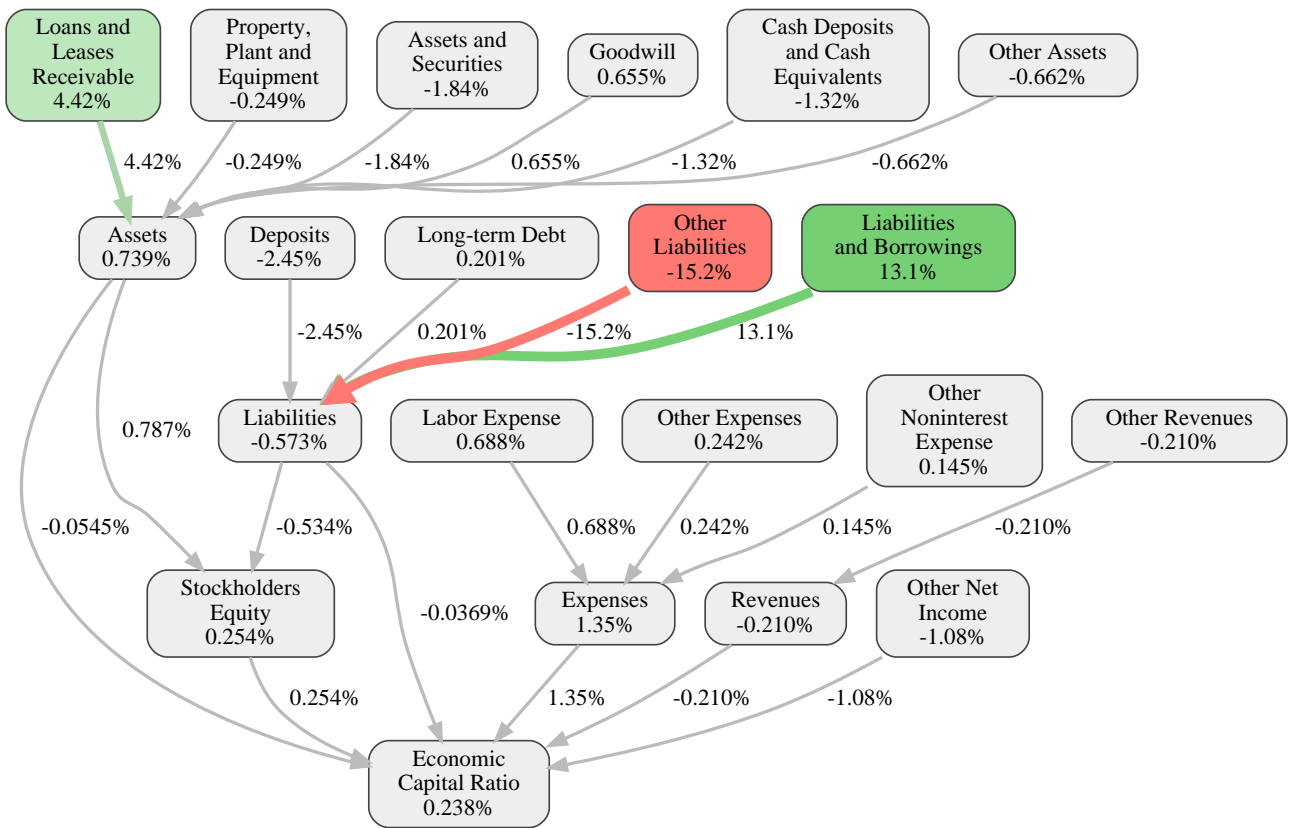 Loans and
Leases
Receivable
4.42%
Property,
Plant and
Equipment
-0.249%
Assets and
Securities
-1.84%
Goodwill
0.655%
Cash Deposits
and Cash
Equivalents
-1.32%
Other Assets
-0.662%
4.42%
-0.249%
-1.84%
0.655%
-1.32%
-0.662%
Assets
0.739%
Deposits
-2.45%
Long-term Debt
0.201%
Other
Liabilities
-15.2%
Liabilities
and Borrowings
13.1%
-2.45%
0.201%
-15.2%
13.1%
0.787%
Liabilities
-0.573%
Labor Expense
0.688%
Other Expenses
0.242%
Other
Noninterest
Expense
0.145%
Other Revenues
-0.210%
-0.0545%
-0.534%
0.688%
0.242%
0.145%
-0.210%
Stockholders
Equity
0.254%
-0.0369%
Expenses
1.35%
Revenues
-0.210%
Other Net
Income
-1.08%
0.254%
1.35%
-0.210%
-1.08%
Economic
Capital Ratio
0.238%